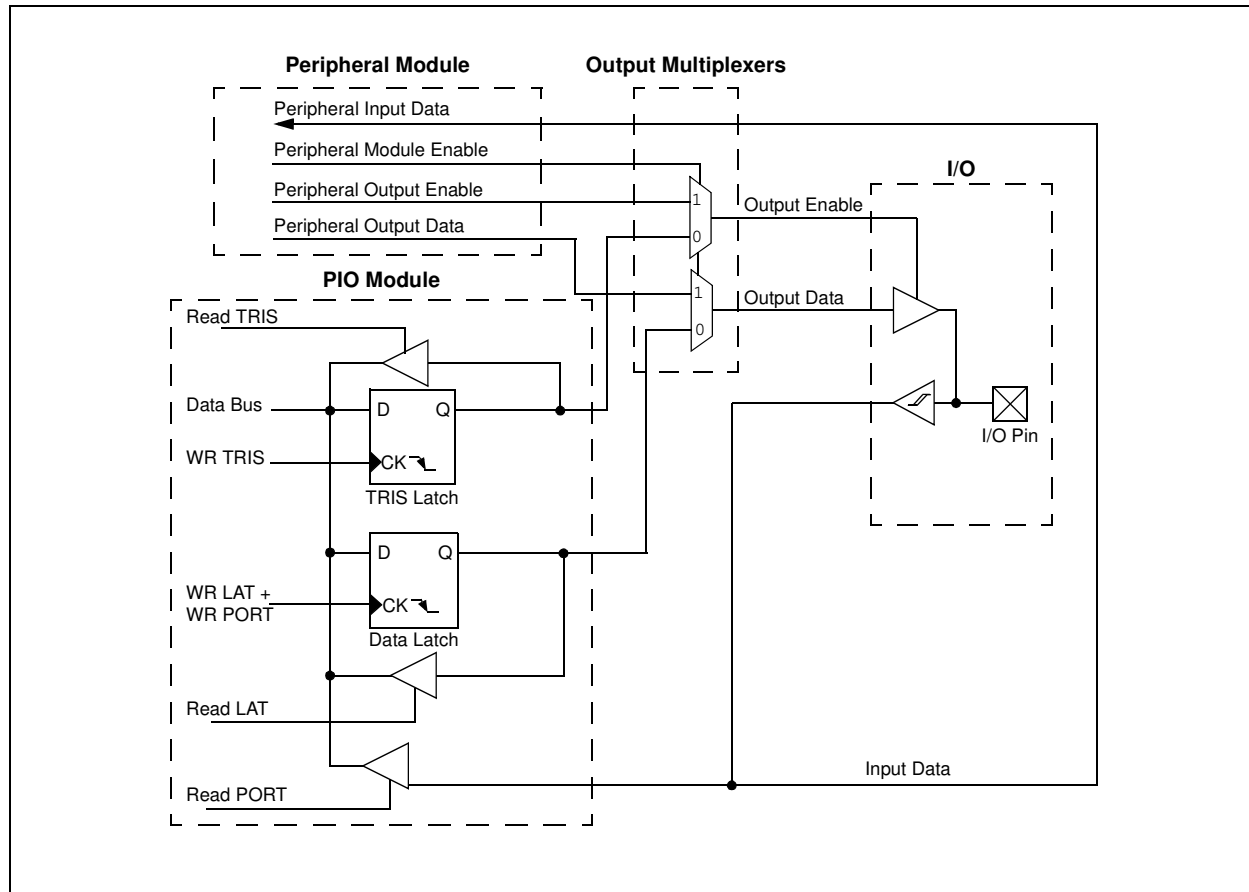 Peripheral Module
Output Multiplexers
Peripheral Input Data
Peripheral Module Enable
Peripheral Output Enable
Peripheral Output Data
1
0
1
0
Output Enable
Output Data
I/O
I/O Pin
PIO Module
Read TRIS
Data Bus
D
Q
WR TRIS
CK
TRIS Latch
D
Q
WR LAT +
WR PORT
CK
Data Latch
Read LAT
Read PORT
Input Data